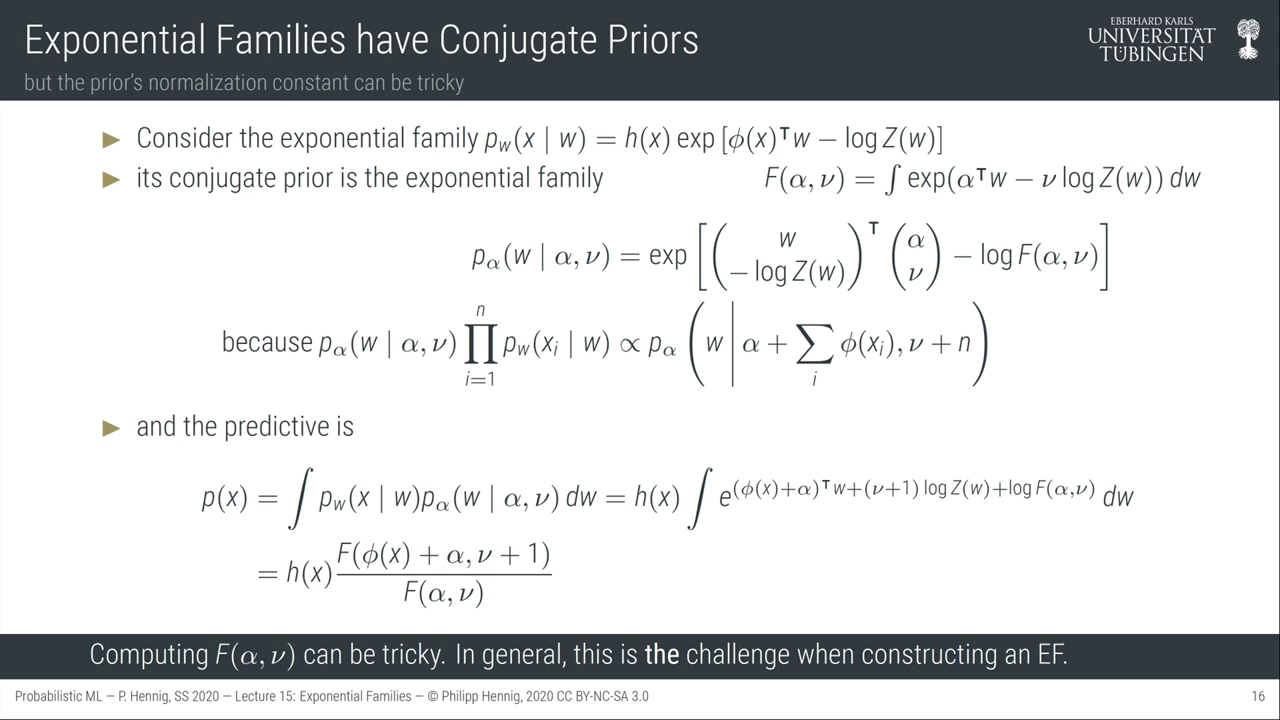 Exponential Families have Conjugate Priors
but the prior's normalization constant can be tricky
EBERHARD KARLS
UNIVERSITÄT
TÜBINGEN
▶ Consider the exponential family p_w(x | w) = h(x) exp [ϕ(x)ᵀw − log Z(w)]
▶ its conjugate prior is the exponential family F(α, ν) = ∫ exp(αᵀw − ν log Z(w)) dw
p_α(w | α, ν) = exp [ (w; − log Z(w))ᵀ (α; ν) − log F(α, ν) ]
because p_α(w | α, ν) ∏_{i=1}^{n} p_w(x_i | w) ∝ p_α ( w | α + ∑_i ϕ(x_i), ν + n )
▶ and the predictive is
p(x) = ∫ p_w(x | w)p_α(w | α, ν) dw = h(x) ∫ e^{(ϕ(x)+α)ᵀw+(ν+1) log Z(w)+log F(α,ν)} dw
= h(x) F(ϕ(x) + α, ν + 1) / F(α, ν)
Computing F(α, ν) can be tricky. In general, this is the challenge when constructing an EF.
Probabilistic ML — P. Hennig, SS 2020 — Lecture 15: Exponential Families — © Philipp Hennig, 2020 CC BY-NC-SA 3.0 16